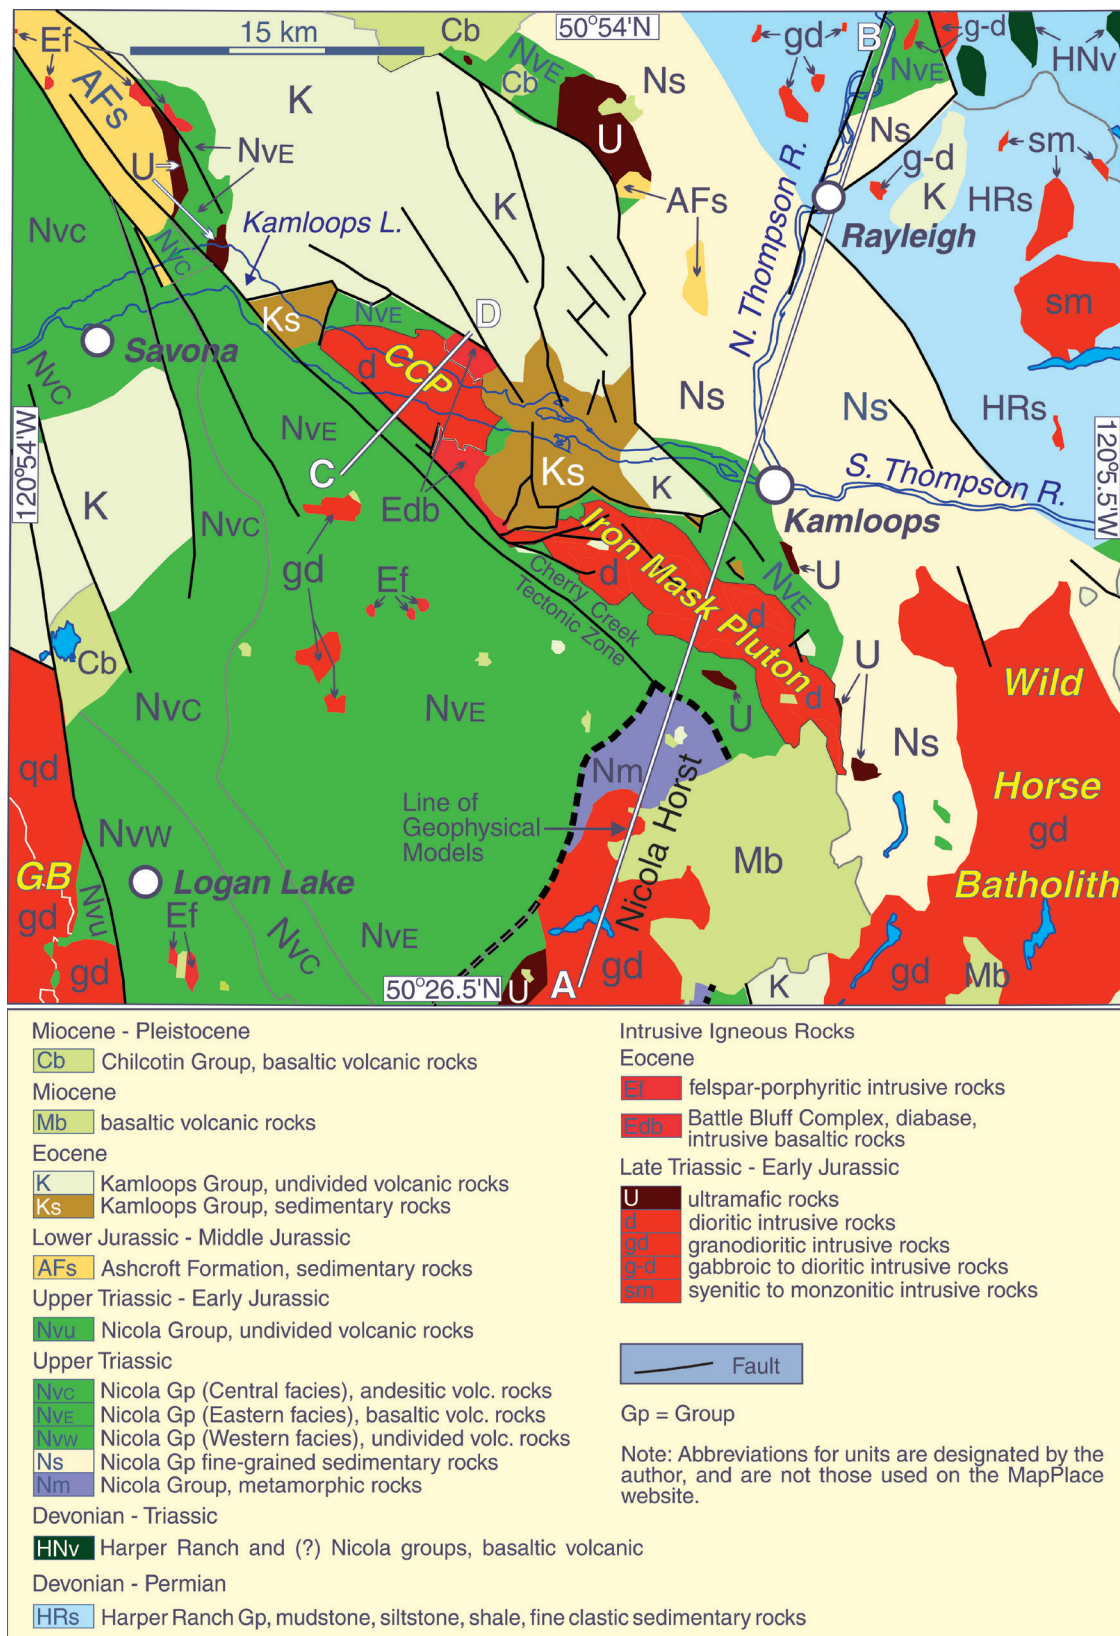 Ef
15 km
Cb
50°54'N
gd
B
g-d
HNv
AFs
K
NvE
Cb
Ns
NvE
U
NvE
U
Ns
sm
g-d
K
HRs
AFs
K
N. Thompson R.
Rayleigh
Nvc
Nvc
Kamloops L.
sm
Ks
NvE
D
CCP
d
Savona
Nvc
Ns
Ns
HRs
NvE
C
120°54'W
120°5.5'W
K
Nvc
Edb
Ks
K
S. Thompson R.
Kamloops
gd
Ef
Iron Mask Pluton
d
d
d
Cherry Creek
Tectonic Zone
NvE
U
Cb
Nvc
NvE
U
U
Wild
Ns
qd
Nm
Horse
gd
Line of
Geophysical
Models
Nicola Horst
Mb
Nvw
GB
gd
Logan Lake
Batholith
Nvu
Ef
Nvc
NvE
gd
50°26.5'N
U
A
gd
K
gd
Mb
Miocene - Pleistocene
Cb Chilcotin Group, basaltic volcanic rocks
Miocene
Mb basaltic volcanic rocks
Eocene
K Kamloops Group, undivided volcanic rocks
Ks Kamloops Group, sedimentary rocks
Lower Jurassic - Middle Jurassic
AFs Ashcroft Formation, sedimentary rocks
Upper Triassic - Early Jurassic
Nvu Nicola Group, undivided volcanic rocks
Upper Triassic
Nvc Nicola Gp (Central facies), andesitic volc. rocks
NvE Nicola Gp (Eastern facies), basaltic volc. rocks
Nvw Nicola Gp (Western facies), undivided volc. rocks
Ns Nicola Gp fine-grained sedimentary rocks
Nm Nicola Group, metamorphic rocks
Devonian - Triassic
HNv Harper Ranch and (?) Nicola groups, basaltic volcanic
Devonian - Permian
HRs Harper Ranch Gp, mudstone, siltstone, shale, fine clastic sedimentary rocks
Intrusive Igneous Rocks
Eocene
Ef felspar-porphyritic intrusive rocks
Edb Battle Bluff Complex, diabase,
intrusive basaltic rocks
Late Triassic - Early Jurassic
U ultramafic rocks
d dioritic intrusive rocks
gd granodioritic intrusive rocks
g-d gabbroic to dioritic intrusive rocks
sm syenitic to monzonitic intrusive rocks
Fault
Gp = Group
Note: Abbreviations for units are designated by the
author, and are not those used on the MapPlace
website.